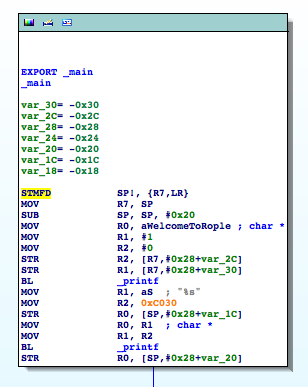 EXPORT _main
_main
var_30= -0x30
var_2C= -0x2C
var_28= -0x28
var_24= -0x24
var_20= -0x20
var_1C= -0x1C
var_18= -0x18
STMFD SP!, {R7,LR}
MOV R7, SP
SUB SP, SP, #0x20
MOV R0, aWelcomeToRople ; char *
MOV R1, #1
MOV R2, #0
STR R2, [R7,#0x28+var_2C]
STR R1, [R7,#0x28+var_30]
BL _printf
MOV R1, aS ; "%s"
MOV R2, 0xC030
STR R0, [SP,#0x28+var_1C]
MOV R0, R1 ; char *
MOV R1, R2
BL _printf
STR R0, [SP,#0x28+var_20]